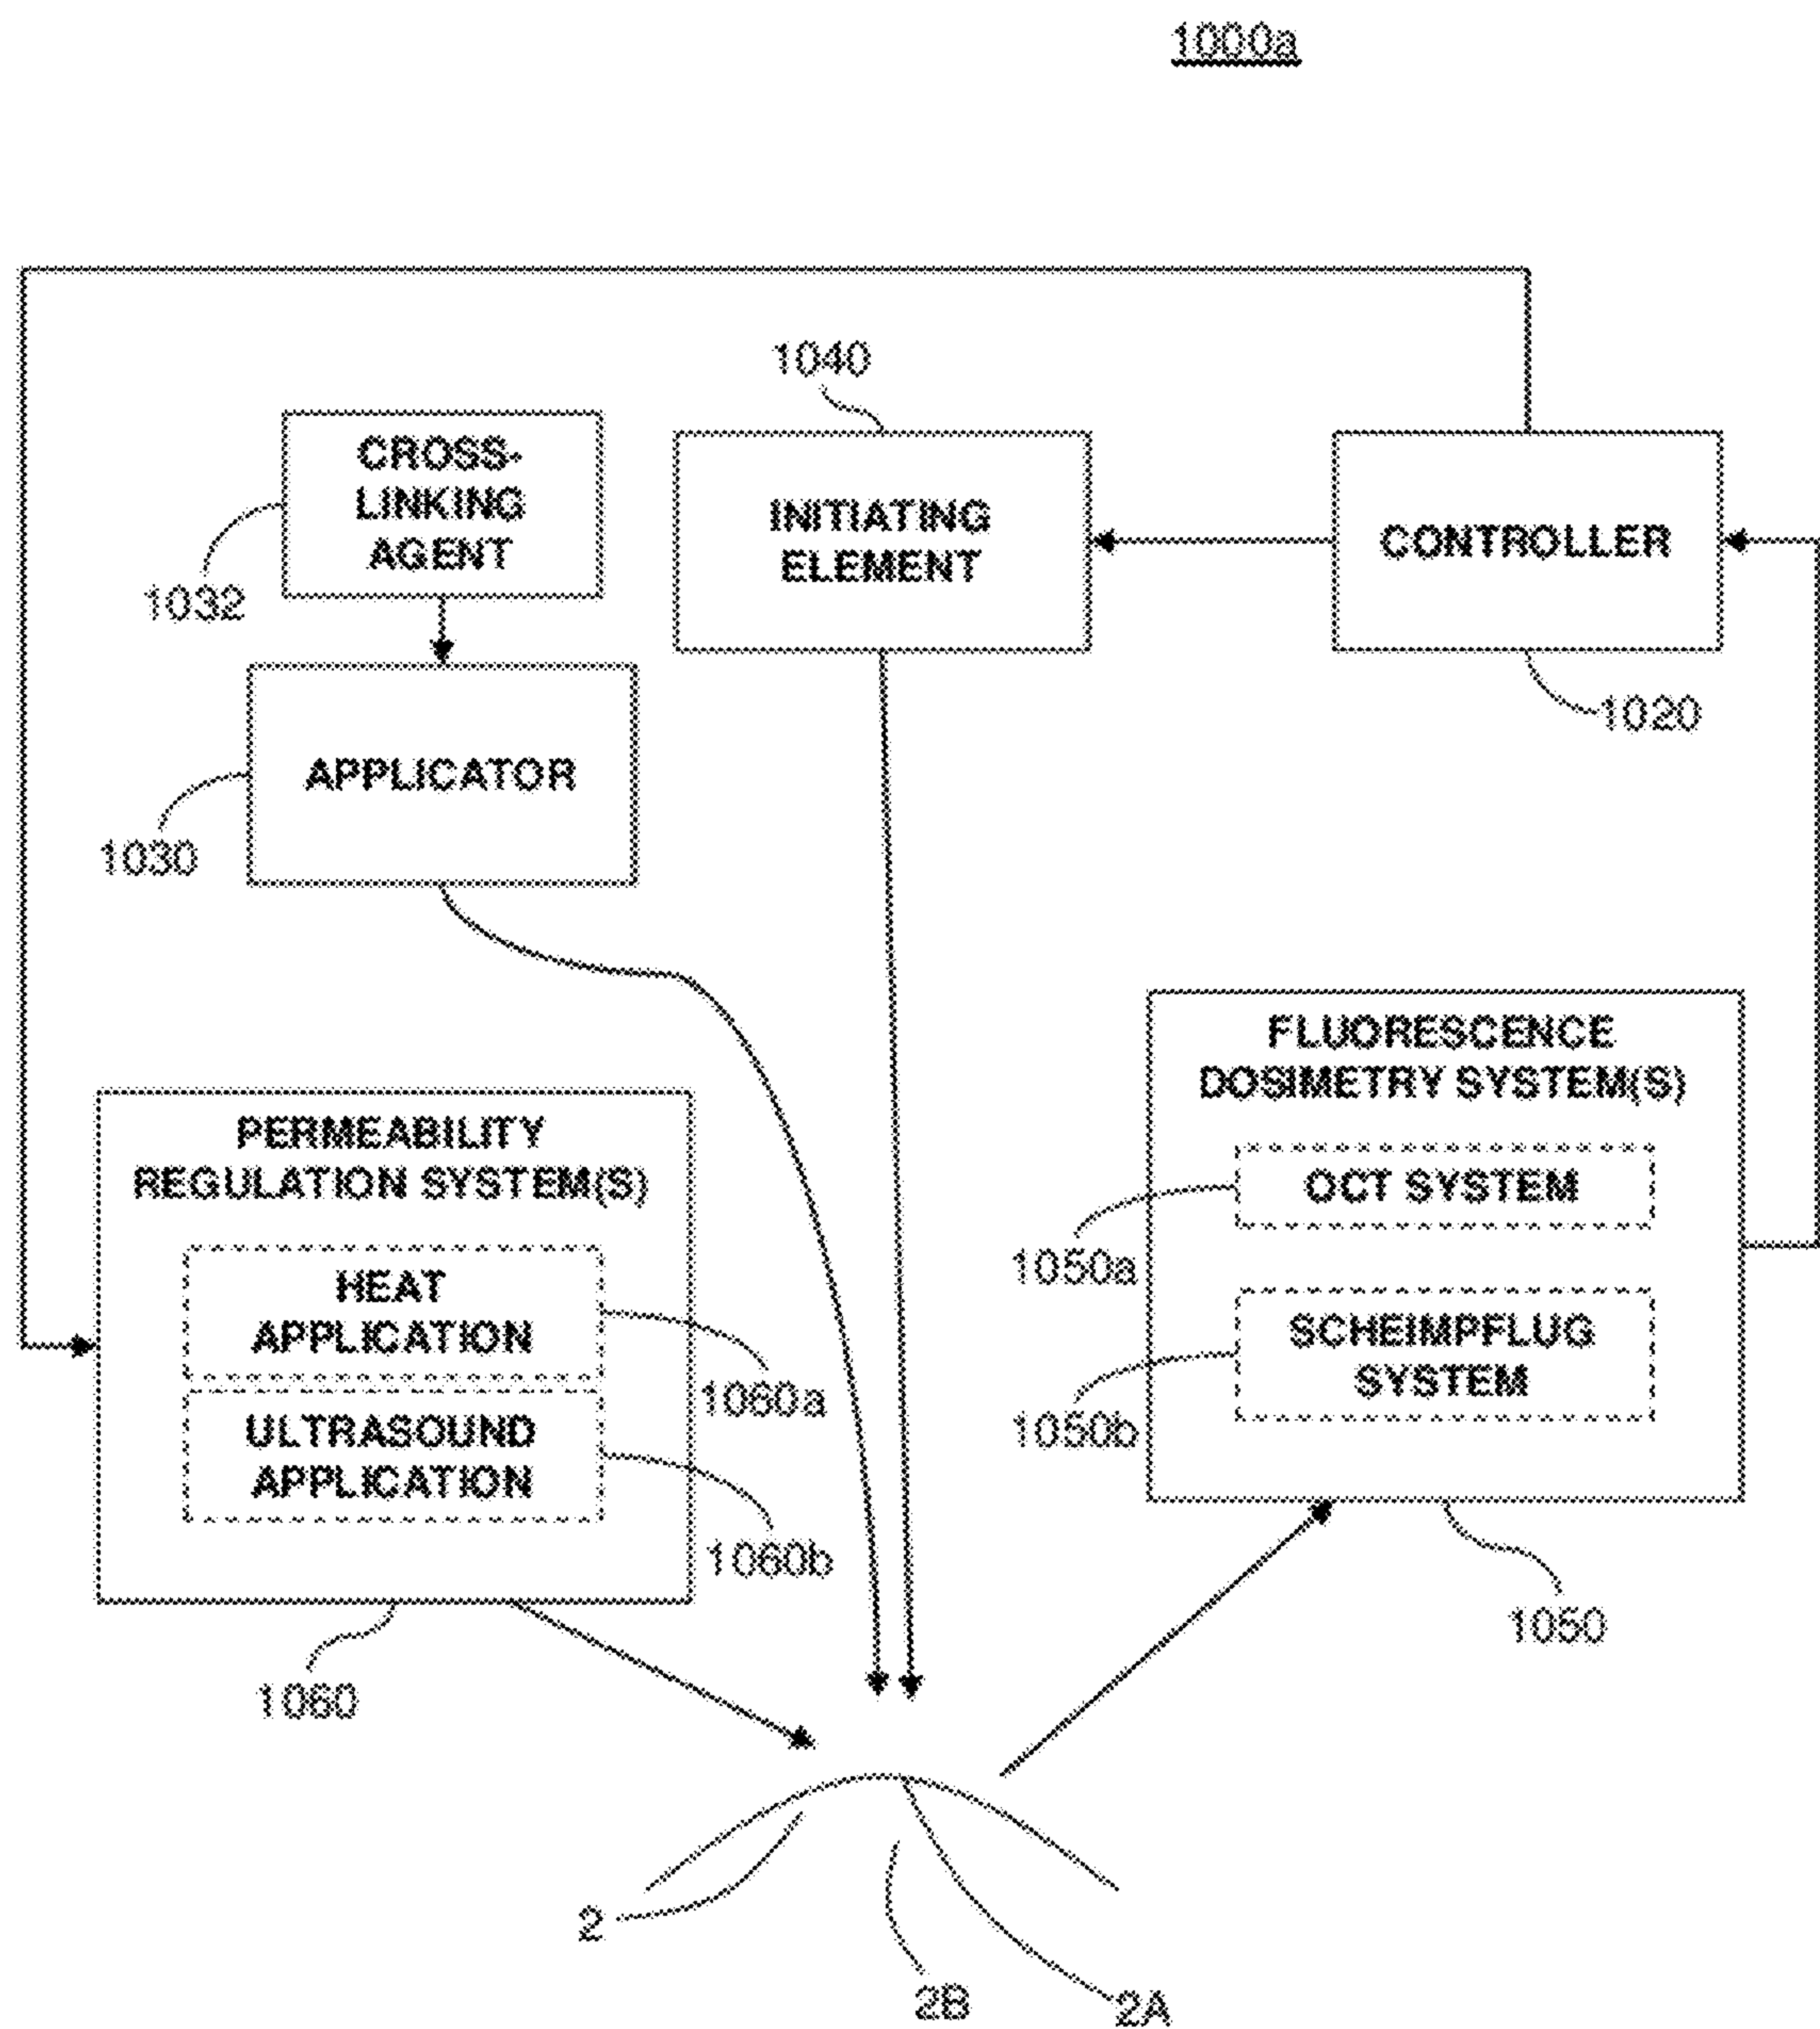 1000a
1040
CROSS-
LINKING
AGENT
INITIATING
ELEMENT
CONTROLLER
1032
1020
APPLICATOR
1030
FLUORESCENCE
DOSIMETRY SYSTEM(S)
PERMEABILITY
REGULATION SYSTEM(S)
OCT SYSTEM
1050a
HEAT
APPLICATION
SCHEIMPFLUG
SYSTEM
1060a
1050b
ULTRASOUND
APPLICATION
1060b
1050
1060
2
2B
2A